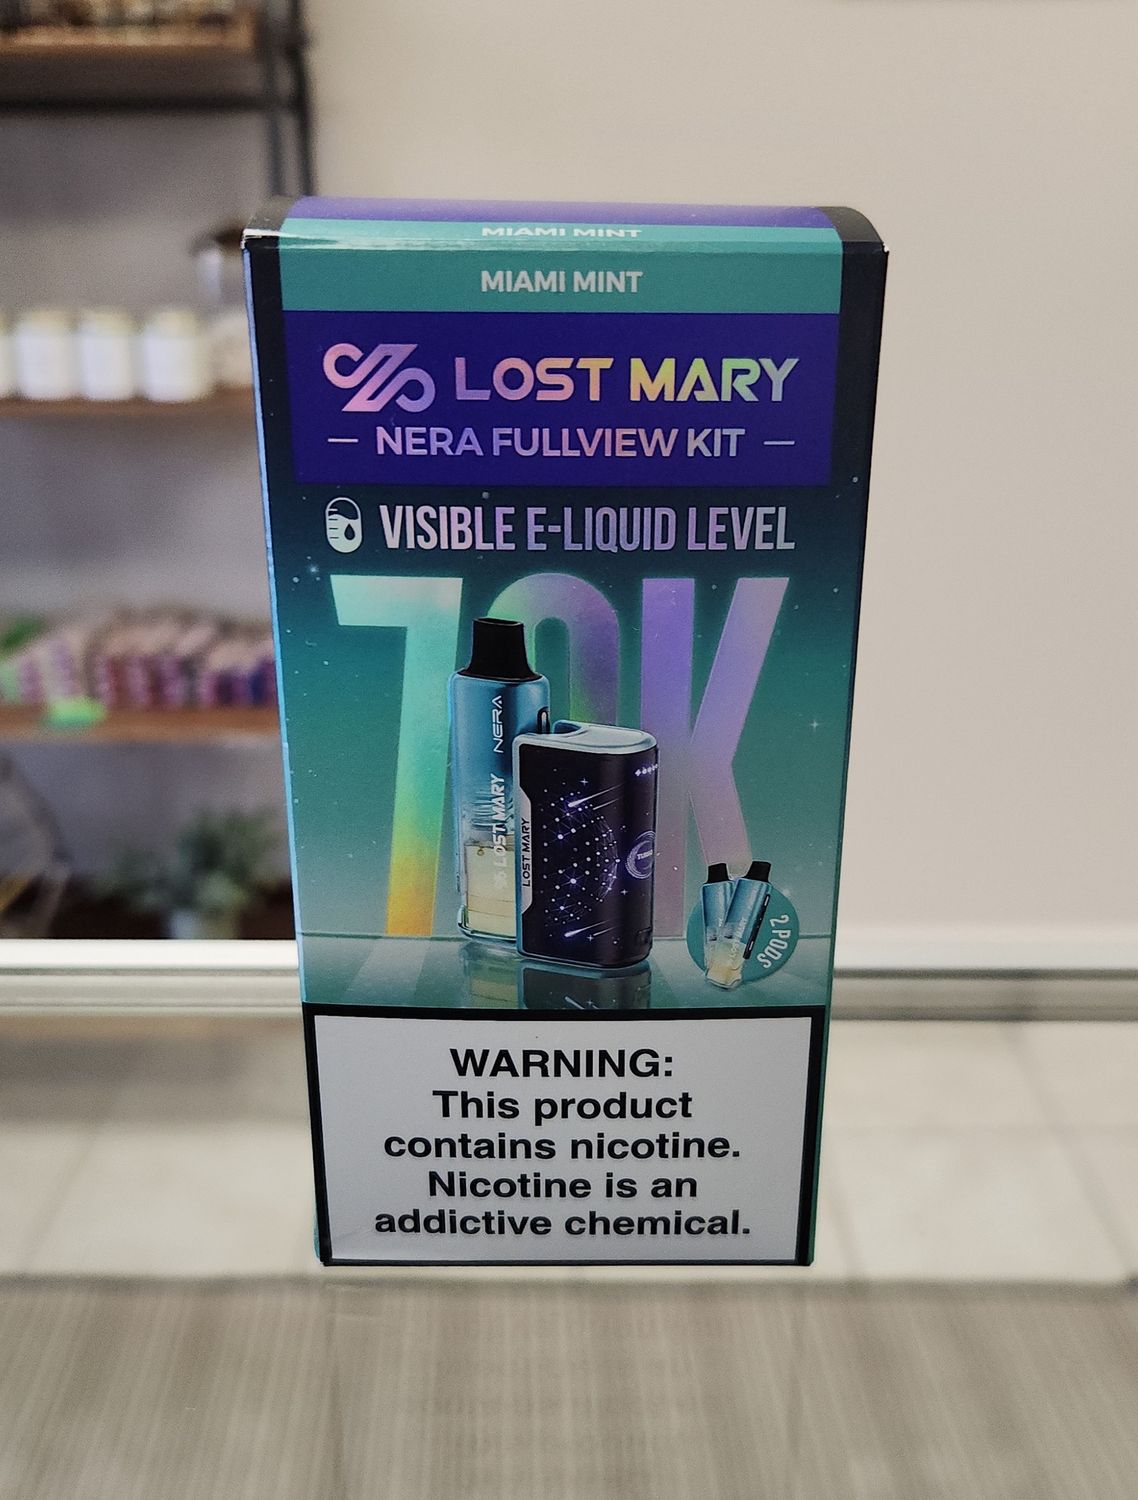 MIAMI MINT
MIAMI MINT
LOST MARY
NERA FULLVIEW KIT
VISIBLE E-LIQUID LEVEL
70K
NERA
LOST MARY
LOST MARY
2 PODS
WARNING:
This product
contains nicotine.
Nicotine is an
addictive chemical.